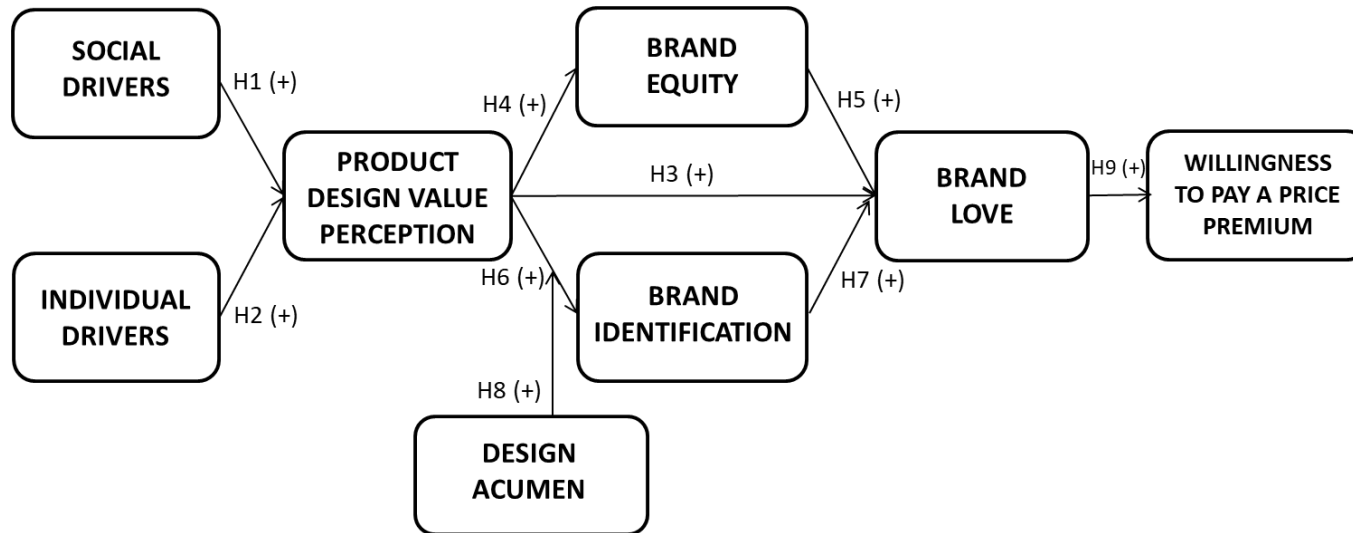 SOCIAL
DRIVERS
H1 (+)
INDIVIDUAL
DRIVERS
H2 (+)
PRODUCT
DESIGN VALUE
PERCEPTION
H4 (+)
BRAND
EQUITY
H5 (+)
H3 (+)
H6 (+)
BRAND
IDENTIFICATION
H7 (+)
H8 (+)
DESIGN
ACUMEN
BRAND
LOVE
H9 (+)
WILLINGNESS
TO PAY A PRICE
PREMIUM